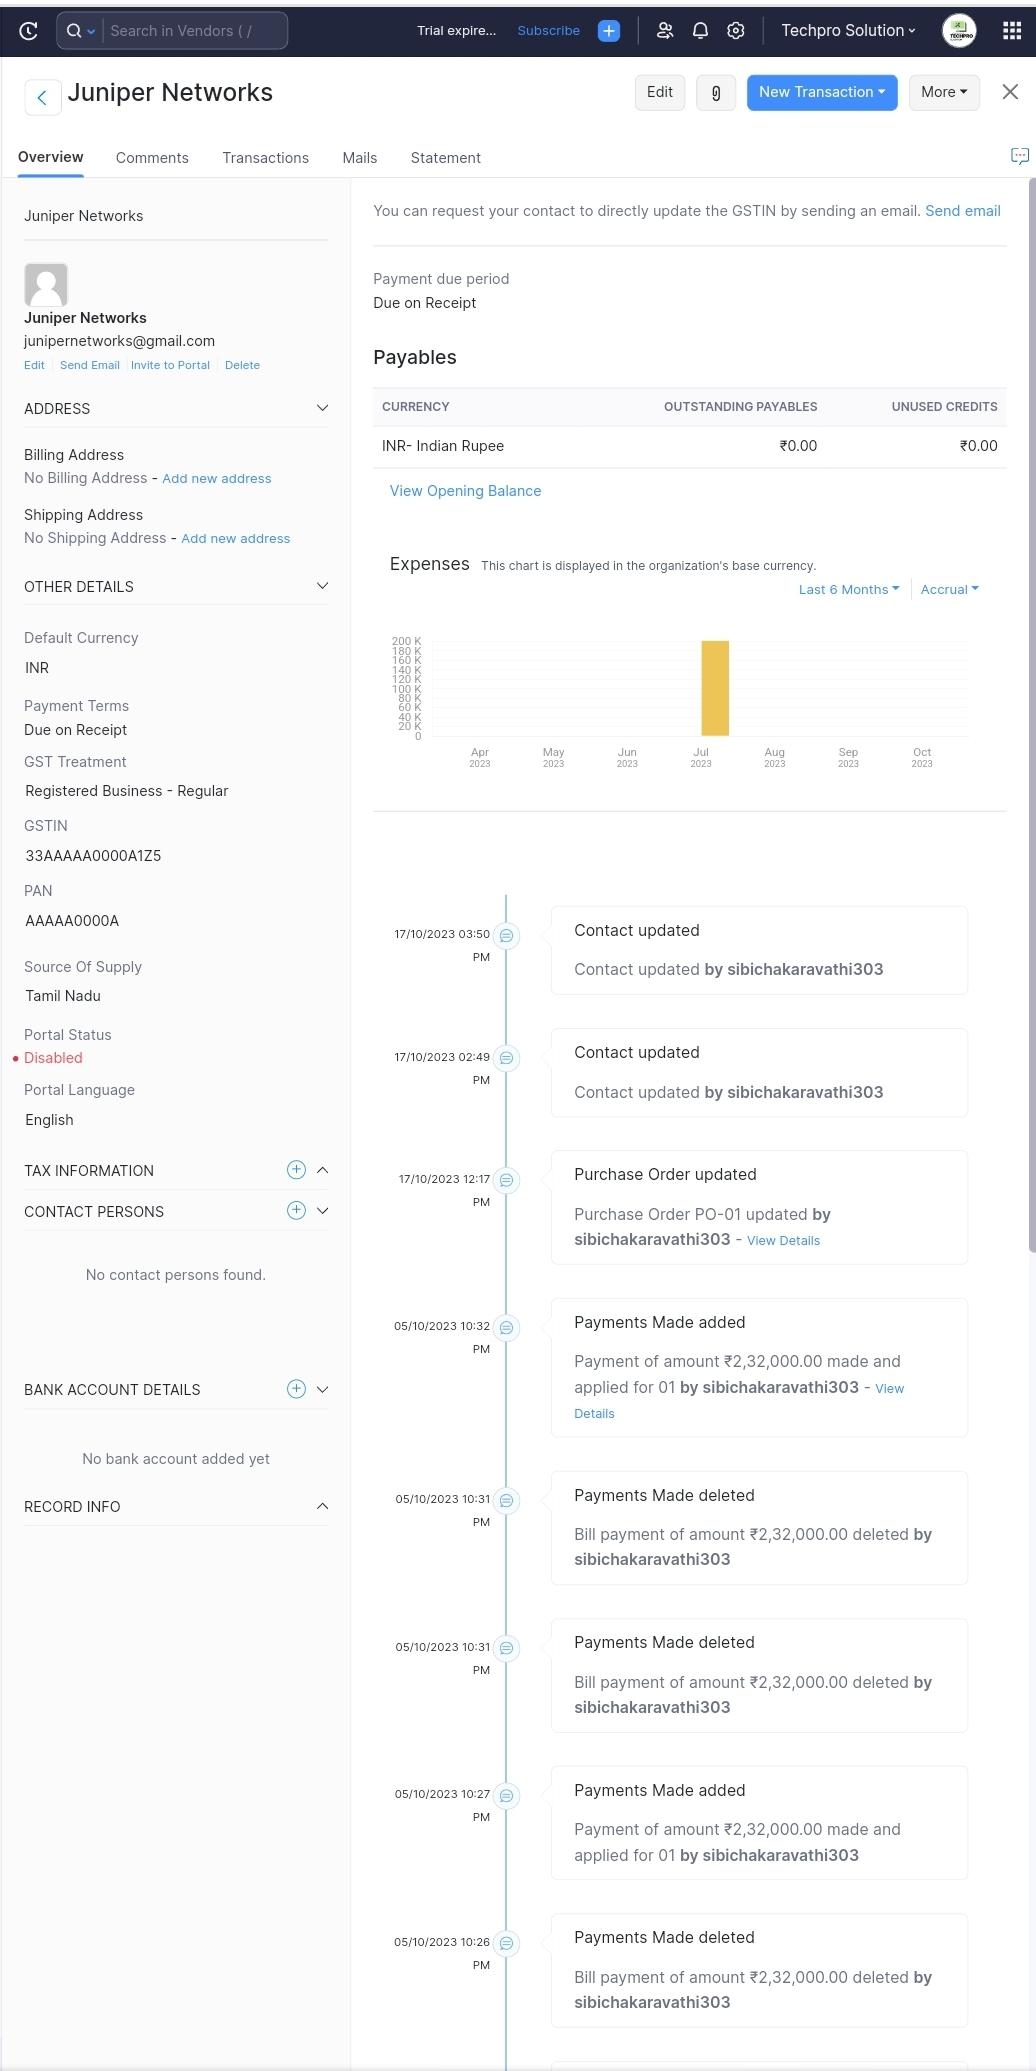 Search in Vendors ( /
Trial expire...
Subscribe
Techpro Solution
TECHPRO
Juniper Networks
Edit
New Transaction
More
Overview
Comments
Transactions
Mails
Statement
Juniper Networks
Juniper Networks
junipernetworks@gmail.com
Edit
Send Email
Invite to Portal
Delete
ADDRESS
Billing Address
No Billing Address - Add new address
Shipping Address
No Shipping Address - Add new address
OTHER DETAILS
Default Currency
INR
Payment Terms
Due on Receipt
GST Treatment
Registered Business - Regular
GSTIN
33AAAAA0000A1Z5
PAN
AAAAA0000A
Source Of Supply
Tamil Nadu
Portal Status
Disabled
Portal Language
English
TAX INFORMATION
CONTACT PERSONS
No contact persons found.
BANK ACCOUNT DETAILS
No bank account added yet
RECORD INFO
You can request your contact to directly update the GSTIN by sending an email. Send email
Payment due period
Due on Receipt
Payables
CURRENCY
OUTSTANDING PAYABLES
UNUSED CREDITS
INR- Indian Rupee
₹0.00
₹0.00
View Opening Balance
Expenses
This chart is displayed in the organization's base currency.
Last 6 Months
Accrual
200 K
180 K
160 K
140 K
120 K
100 K
80 K
60 K
40 K
20 K
0
Apr
2023
May
2023
Jun
2023
Jul
2023
Aug
2023
Sep
2023
Oct
2023
17/10/2023 03:50
PM
Contact updated
Contact updated by sibichakaravathi303
17/10/2023 02:49
PM
Contact updated
Contact updated by sibichakaravathi303
17/10/2023 12:17
PM
Purchase Order updated
Purchase Order PO-01 updated by
sibichakaravathi303 - View Details
05/10/2023 10:32
PM
Payments Made added
Payment of amount ₹2,32,000.00 made and
applied for 01 by sibichakaravathi303 - View
Details
05/10/2023 10:31
PM
Payments Made deleted
Bill payment of amount ₹2,32,000.00 deleted by
sibichakaravathi303
05/10/2023 10:31
PM
Payments Made deleted
Bill payment of amount ₹2,32,000.00 deleted by
sibichakaravathi303
05/10/2023 10:27
PM
Payments Made added
Payment of amount ₹2,32,000.00 made and
applied for 01 by sibichakaravathi303
05/10/2023 10:26
PM
Payments Made deleted
Bill payment of amount ₹2,32,000.00 deleted by
sibichakaravathi303